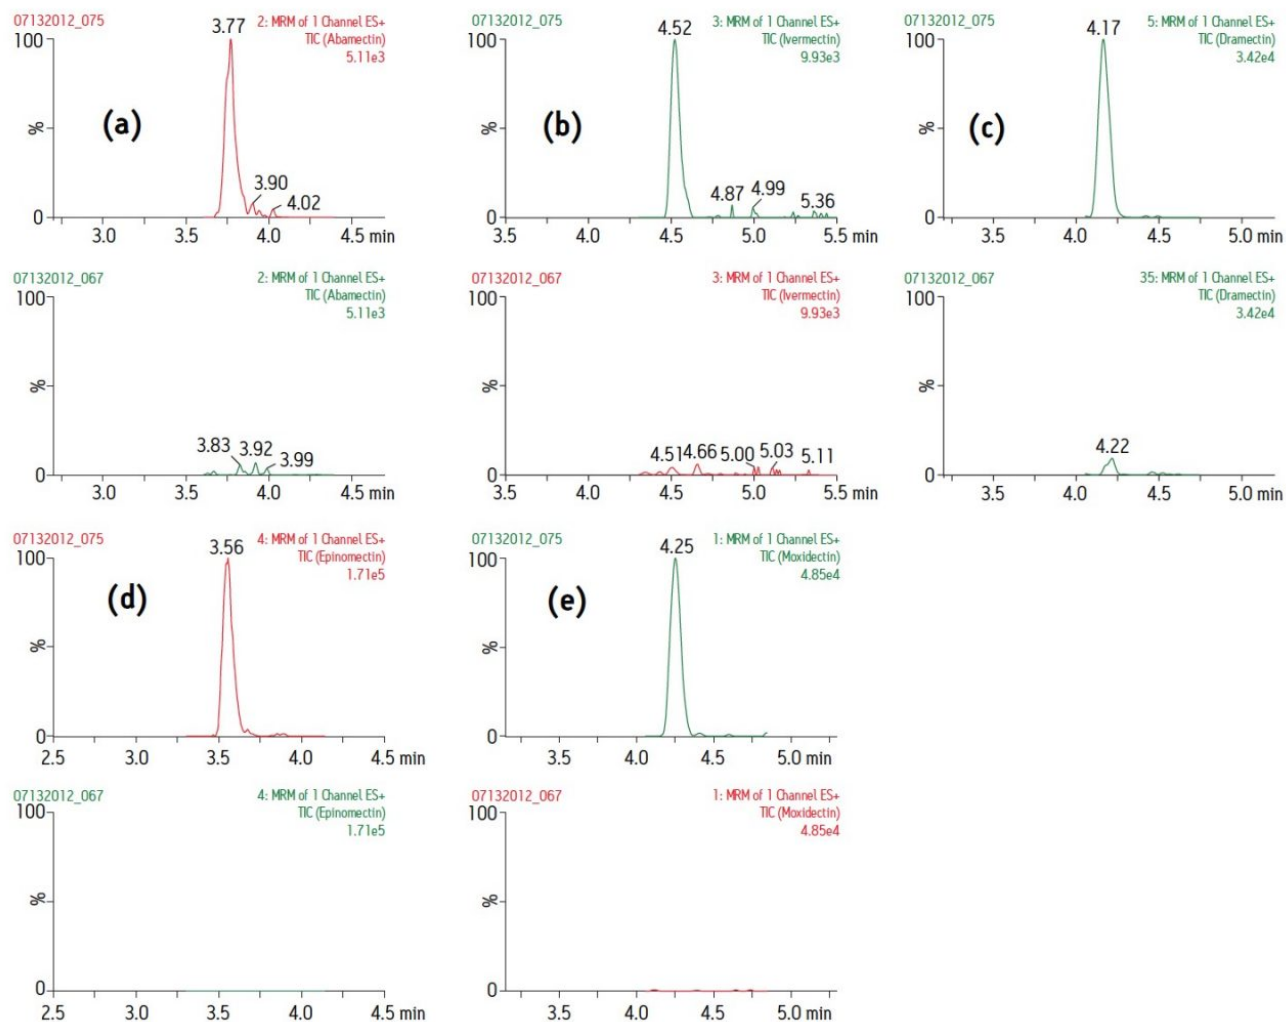 07132012_075
2: MRM of 1 Channel ES+
TIC (Abamectin)
5.11e3
3.77
100
%
(a)
3.90
4.02
0
3.0 3.5 4.0 4.5 min
07132012_075
3: MRM of 1 Channel ES+
TIC (Ivermectin)
9.93e3
4.52
100
%
(b)
4.87 4.99 5.36
0
3.5 4.0 4.5 5.0 5.5 min
07132012_075
5: MRM of 1 Channel ES+
TIC (Dramectin)
3.42e4
4.17
100
%
(c)
0
3.5 4.0 4.5 5.0 min
07132012_067
2: MRM of 1 Channel ES+
TIC (Abamectin)
5.11e3
100
%
3.83 3.92
3.99
0
3.0 3.5 4.0 4.5 min
07132012_067
3: MRM of 1 Channel ES+
TIC (Ivermectin)
9.93e3
100
%
4.51 4.66 5.00 5.03 5.11
0
3.5 4.0 4.5 5.0 5.5 min
07132012_067
35: MRM of 1 Channel ES+
TIC (Dramectin)
3.42e4
100
%
4.22
0
3.5 4.0 4.5 5.0 min
07132012_075
4: MRM of 1 Channel ES+
TIC (Epinomectin)
1.71e5
3.56
100
%
(d)
0
2.5 3.0 3.5 4.0 4.5 min
07132012_075
1: MRM of 1 Channel ES+
TIC (Moxidectin)
4.85e4
4.25
100
%
(e)
0
3.5 4.0 4.5 5.0 min
07132012_067
4: MRM of 1 Channel ES+
TIC (Epinomectin)
1.71e5
100
%
0
2.5 3.0 3.5 4.0 4.5 min
07132012_067
1: MRM of 1 Channel ES+
TIC (Moxidectin)
4.85e4
100
%
0
3.5 4.0 4.5 5.0 min